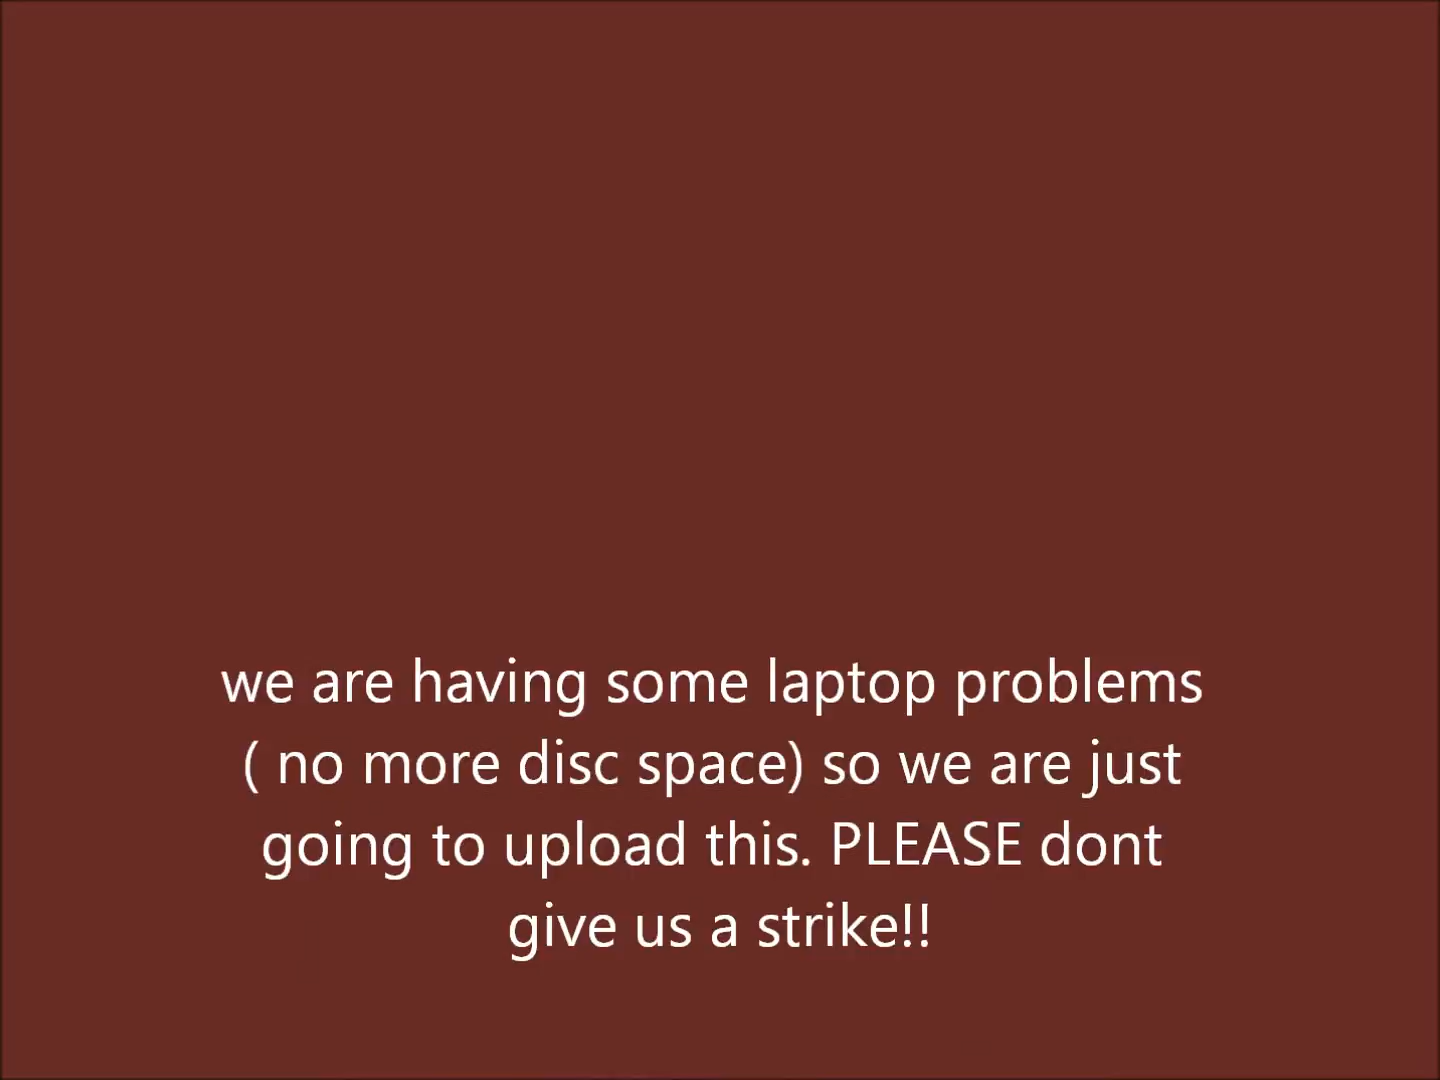 we are having some laptop problems
( no more disc space) so we are just
going to upload this. PLEASE dont
give us a strike!!